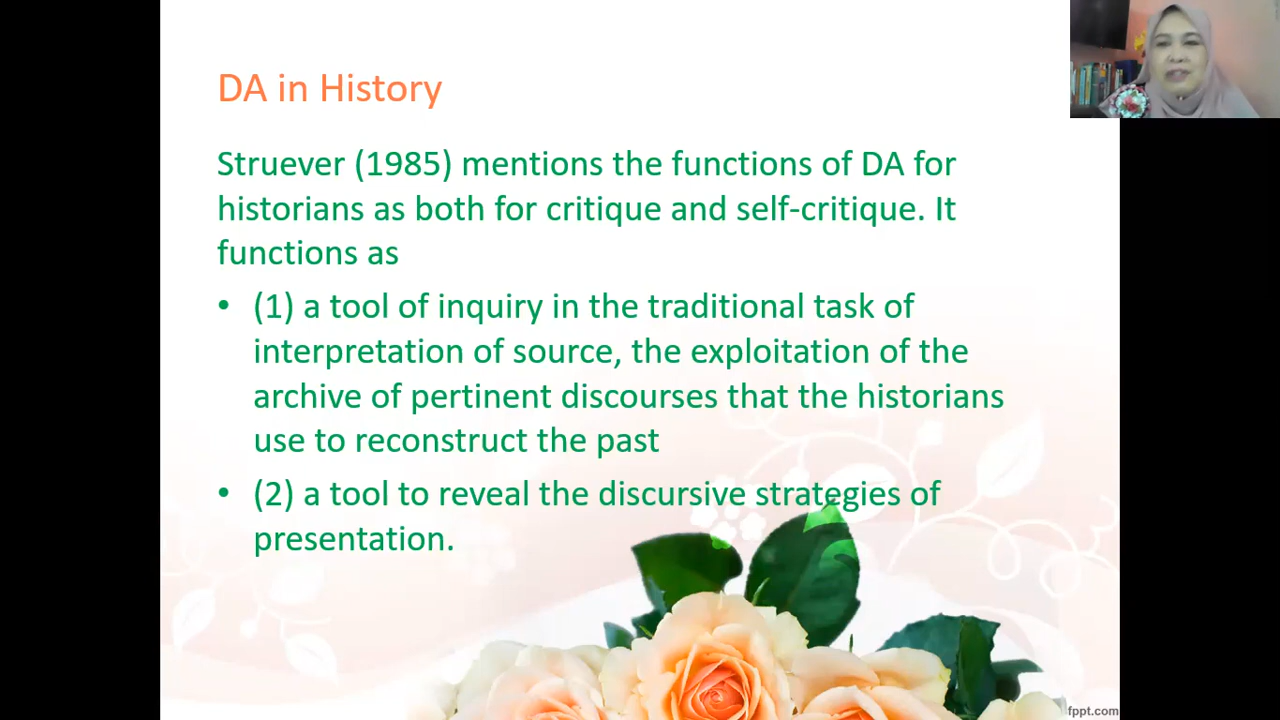 DA in History
Struever (1985) mentions the functions of DA for
historians as both for critique and self-critique. It
functions as
• (1) a tool of inquiry in the traditional task of
interpretation of source, the exploitation of the
archive of pertinent discourses that the historians
use to reconstruct the past
• (2) a tool to reveal the discursive strategies of
presentation.
fppt.com